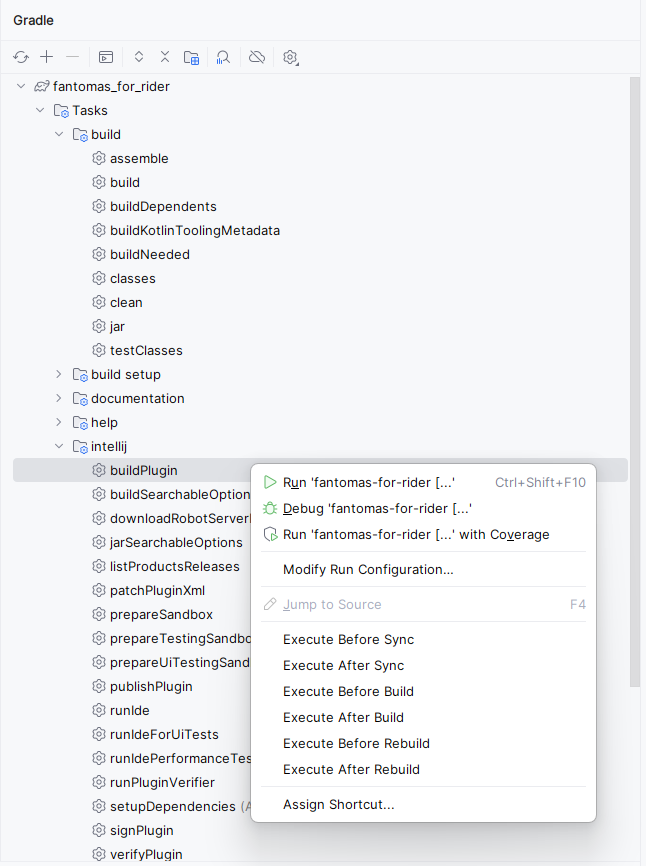 Gradle
fantomas_for_rider
Tasks
build
assemble
build
buildDependents
buildKotlinToolingMetadata
buildNeeded
classes
clean
jar
testClasses
build setup
documentation
help
intellij
buildPlugin
buildSearchableOption
downloadRobotServer
jarSearchableOptions
listProductsReleases
patchPluginXml
prepareSandbox
prepareTestingSandbo
prepareUiTestingSand
publishPlugin
runIde
runIdeForUiTests
runIdePerformanceTes
runPluginVerifier
setupDependencies (A
signPlugin
verifyPlugin
Run 'fantomas-for-rider [...' Ctrl+Shift+F10
Debug 'fantomas-for-rider [...'
Run 'fantomas-for-rider [...' with Coverage
Modify Run Configuration...
Jump to Source F4
Execute Before Sync
Execute After Sync
Execute Before Build
Execute After Build
Execute Before Rebuild
Execute After Rebuild
Assign Shortcut...